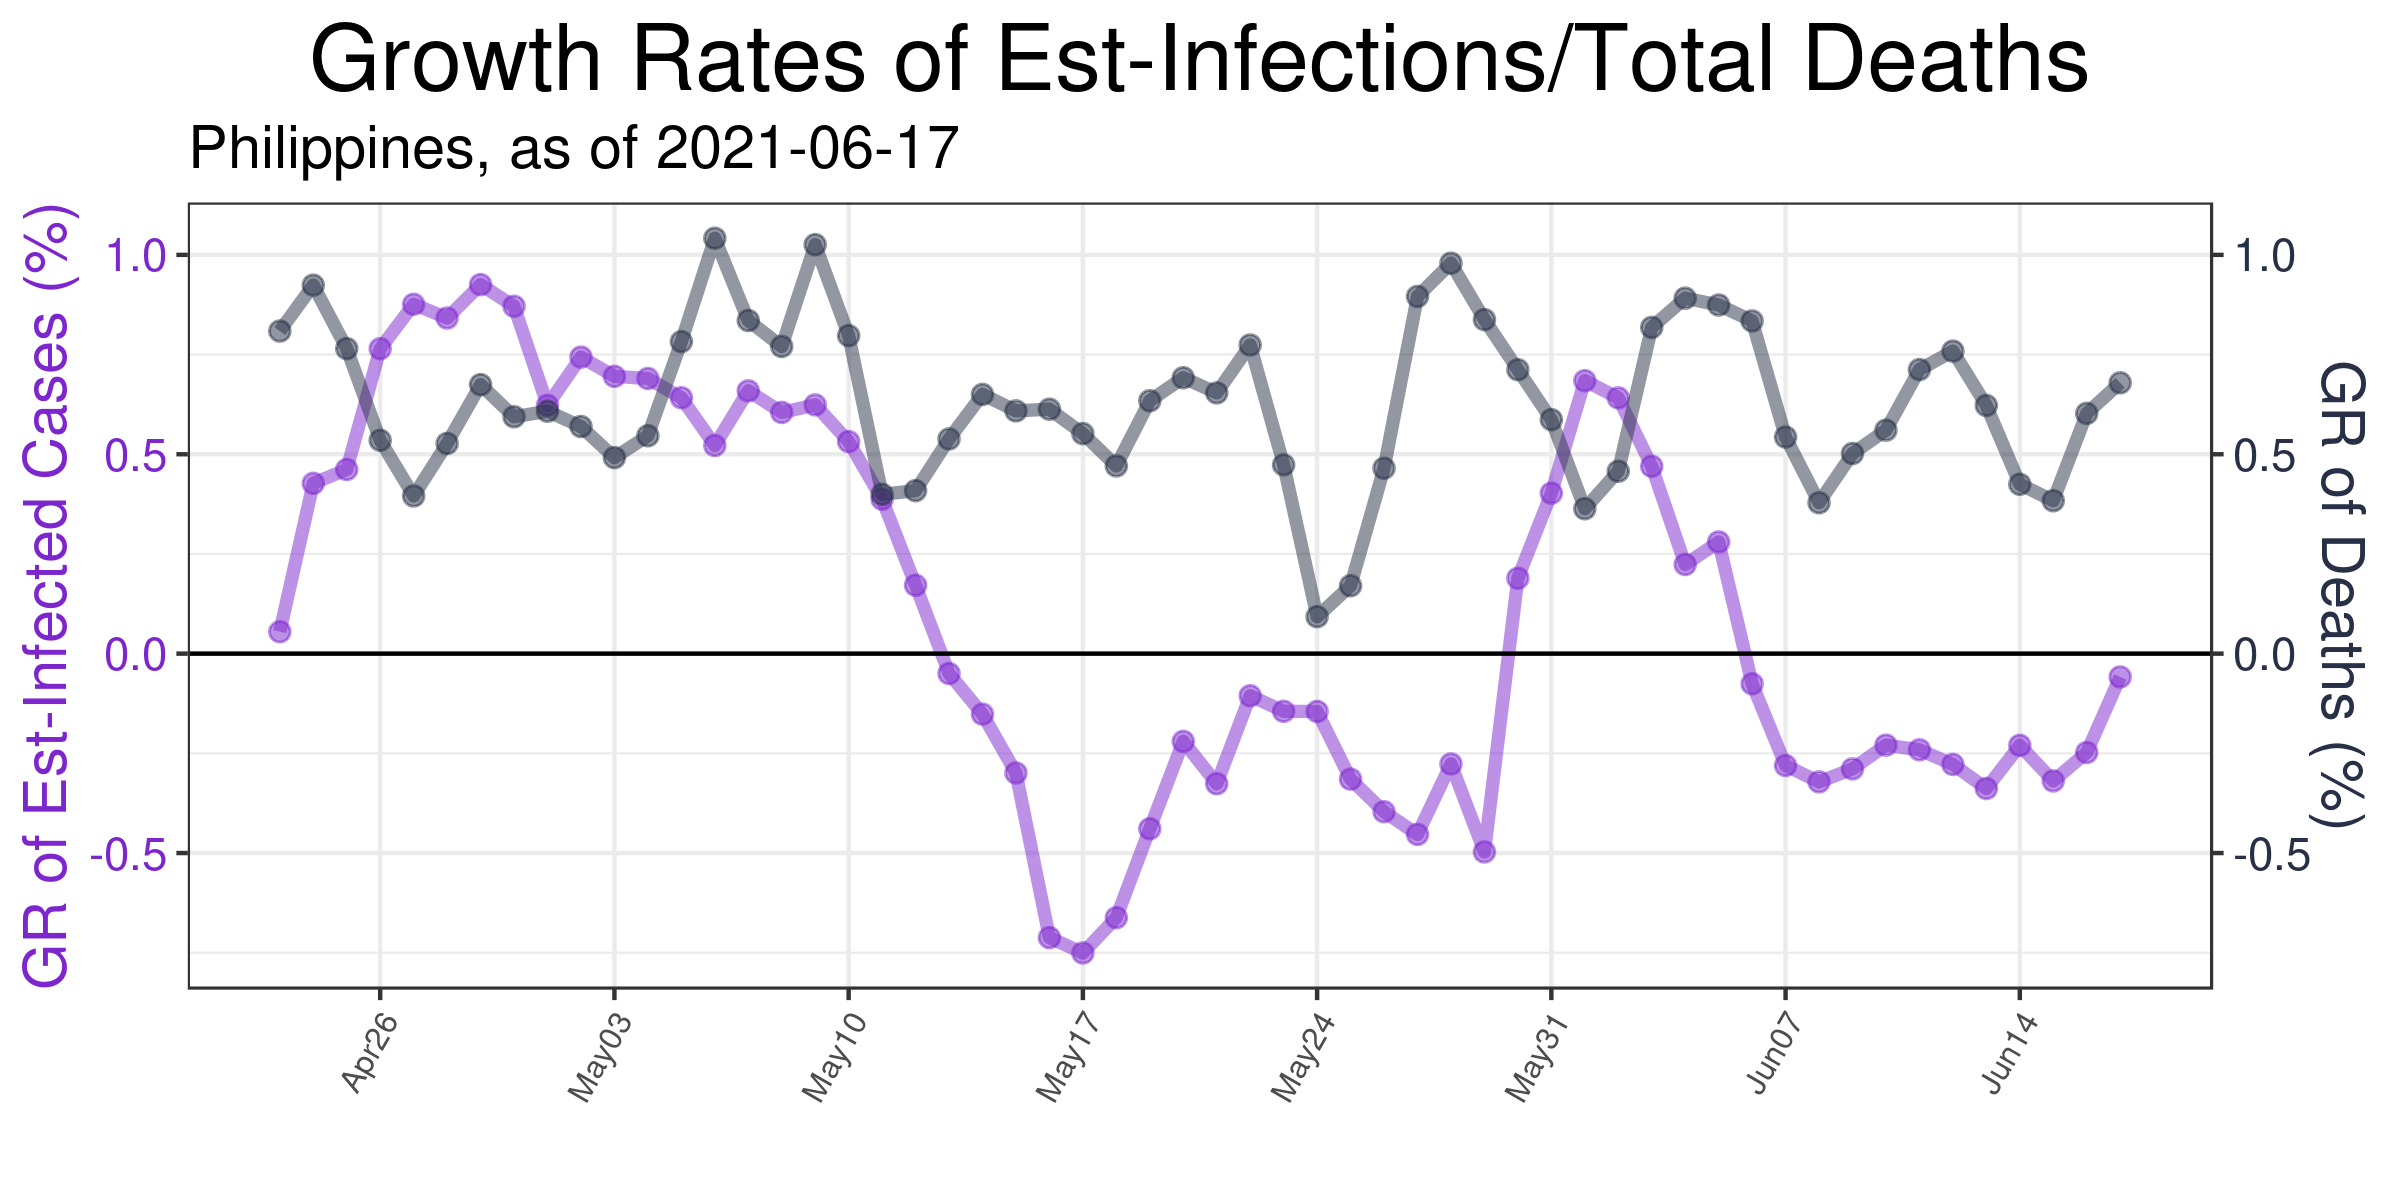 Growth Rates of Est-Infections/Total Deaths
Philippines, as of 2021-06-17
GR of Est-Infected Cases (%)
1.0
0.5
0.0
-0.5
1.0
0.5
0.0
-0.5
GR of Deaths (%)
Apr26
May03
May10
May17
May24
May31
Jun07
Jun14